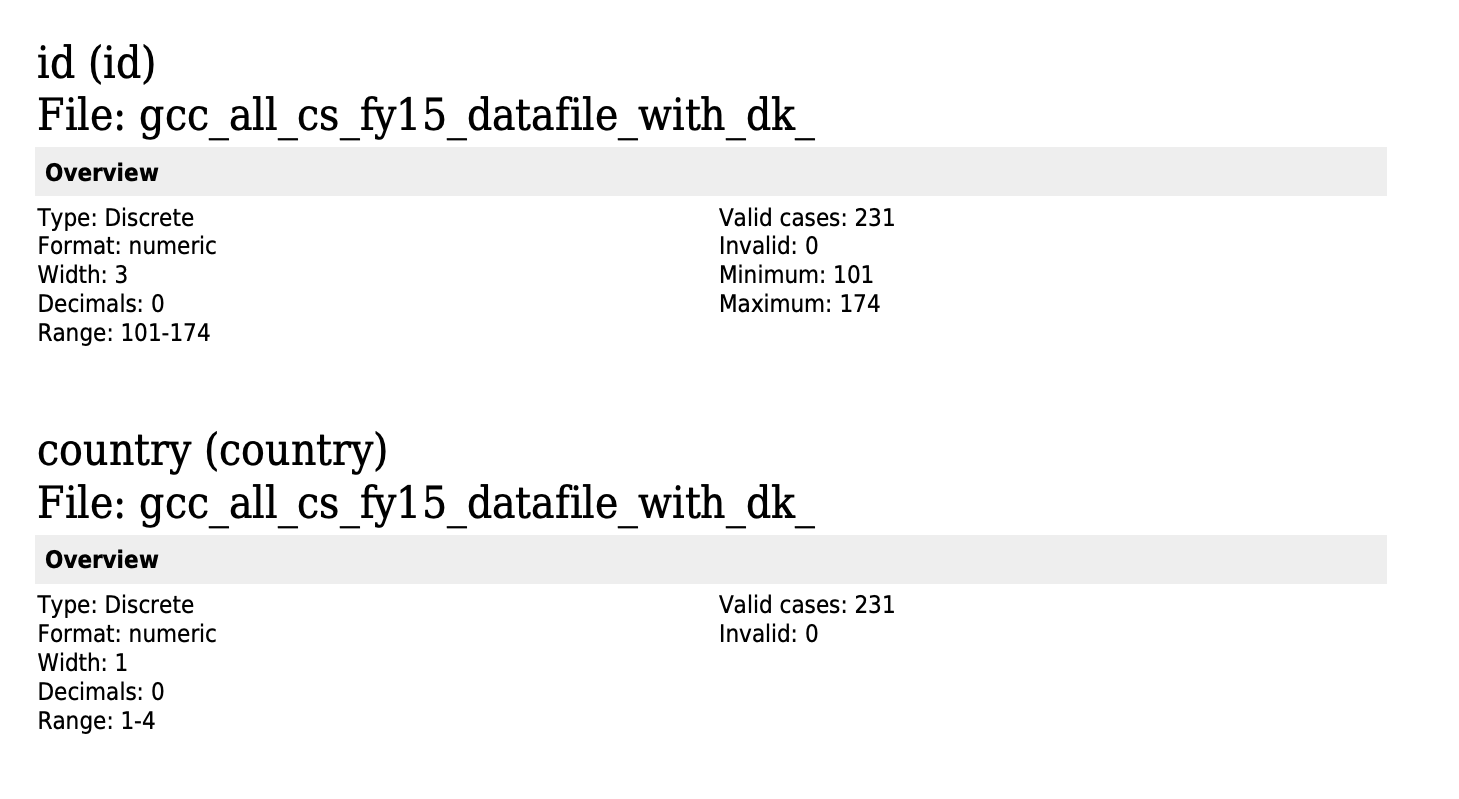 id (id)
File: gcc_all_cs_fy15_datafile_with_dk_
Overview
Type: Discrete
Format: numeric
Width: 3
Decimals: 0
Range: 101-174
Valid cases: 231
Invalid: 0
Minimum: 101
Maximum: 174
country (country)
File: gcc_all_cs_fy15_datafile_with_dk_
Overview
Type: Discrete
Format: numeric
Width: 1
Decimals: 0
Range: 1-4
Valid cases: 231
Invalid: 0